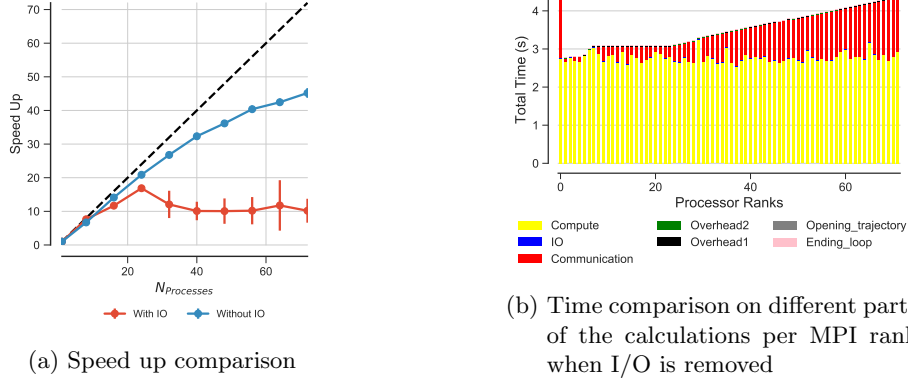 70
60
50
40
30
20
10
0
Speed Up
20
40
60
N_Processes
With IO
Without IO
(a) Speed up comparison
4
3
2
1
0
Total Time (s)
0
20
40
60
Processor Ranks
Compute
Overhead2
Opening_trajectory
IO
Overhead1
Ending_loop
Communication
(b) Time comparison on different part
of the calculations per MPI rank
when I/O is removed